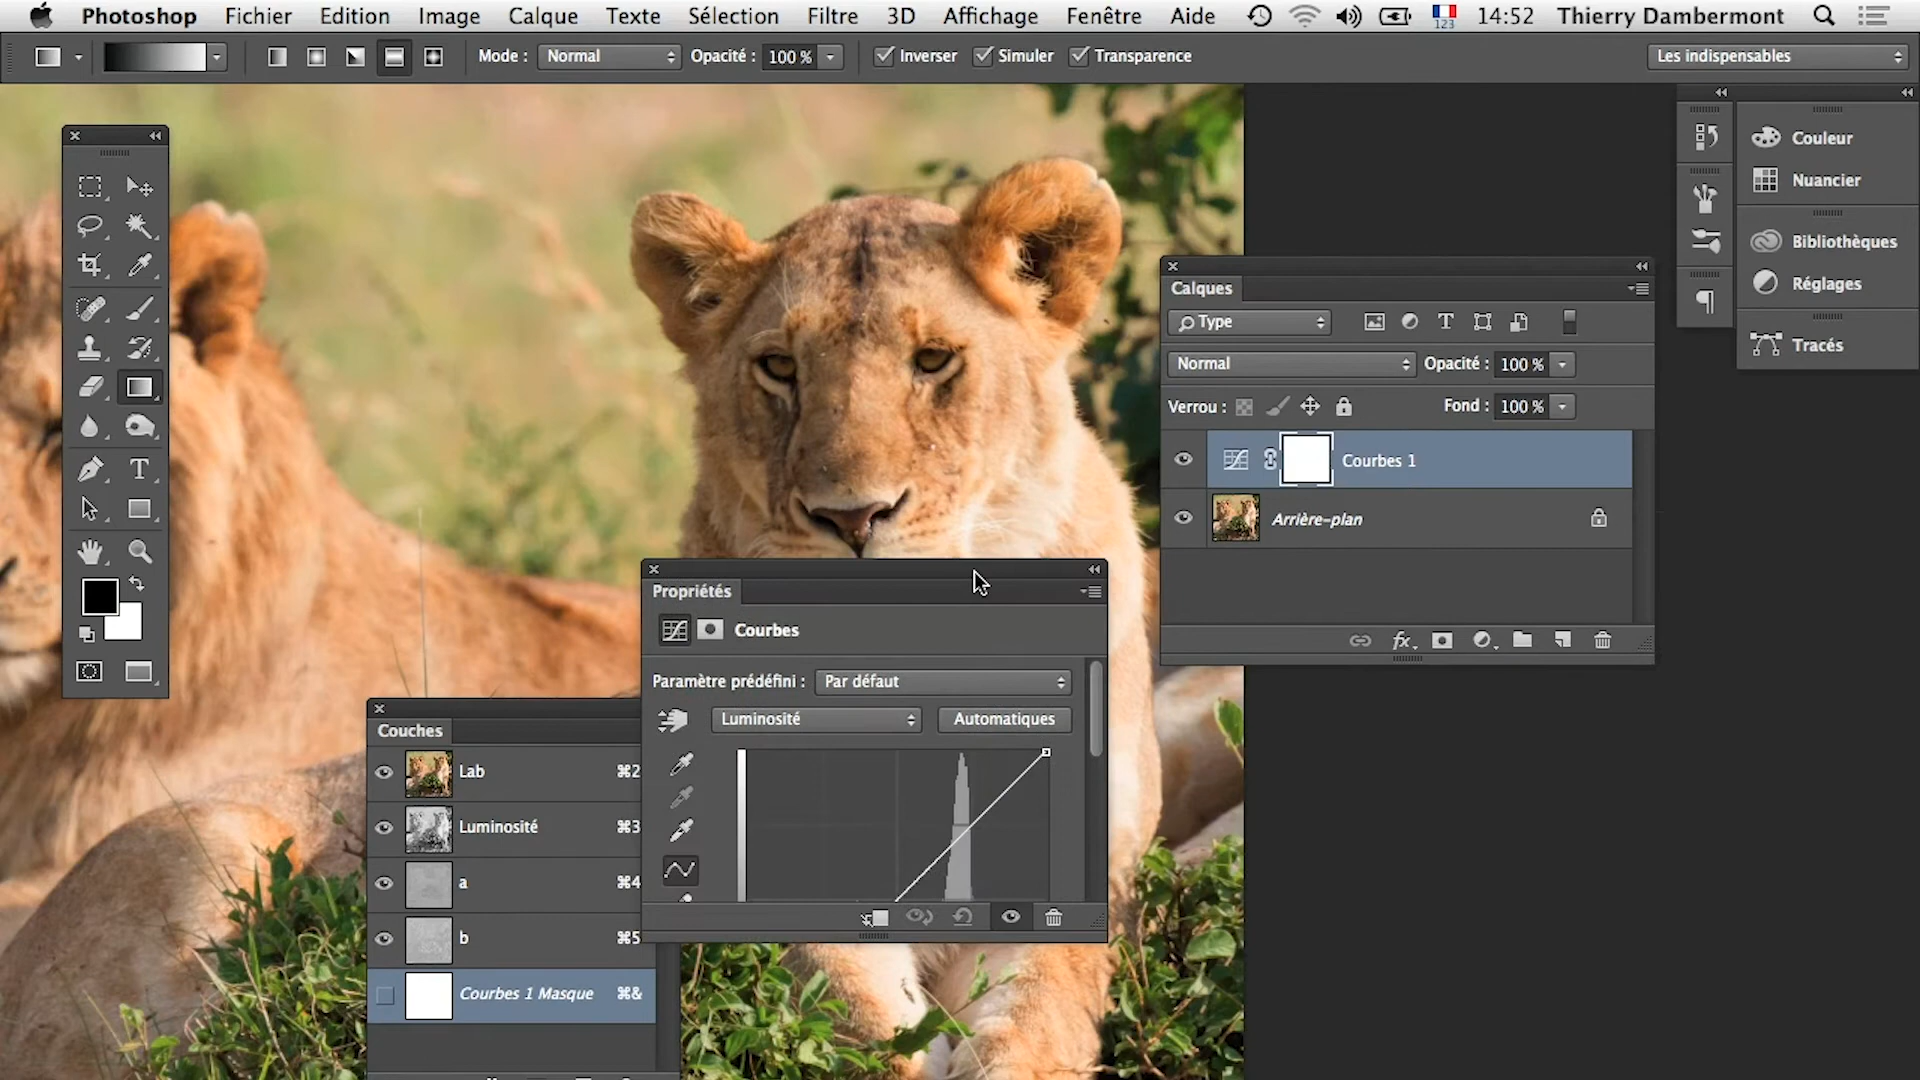 Photoshop Fichier Edition Image Calque Texte Sélection Filtre 3D Affichage Fenêtre Aide 123 14:52 Thierry Dambermont
Mode : Normal Opacité : 100 % Inverser Simuler Transparence Les indispensables
Couleur
Nuancier
Bibliothèques
Réglages
Tracés
Calques
Type
Normal Opacité : 100 %
Verrou : Fond : 100 %
Courbes 1
Arrière-plan
fx
Propriétés
Courbes
Paramètre prédéfini : Par défaut
Luminosité Automatiques
Couches
Lab ⌘2
Luminosité ⌘3
a ⌘4
b ⌘5
Courbes 1 Masque ⌘&